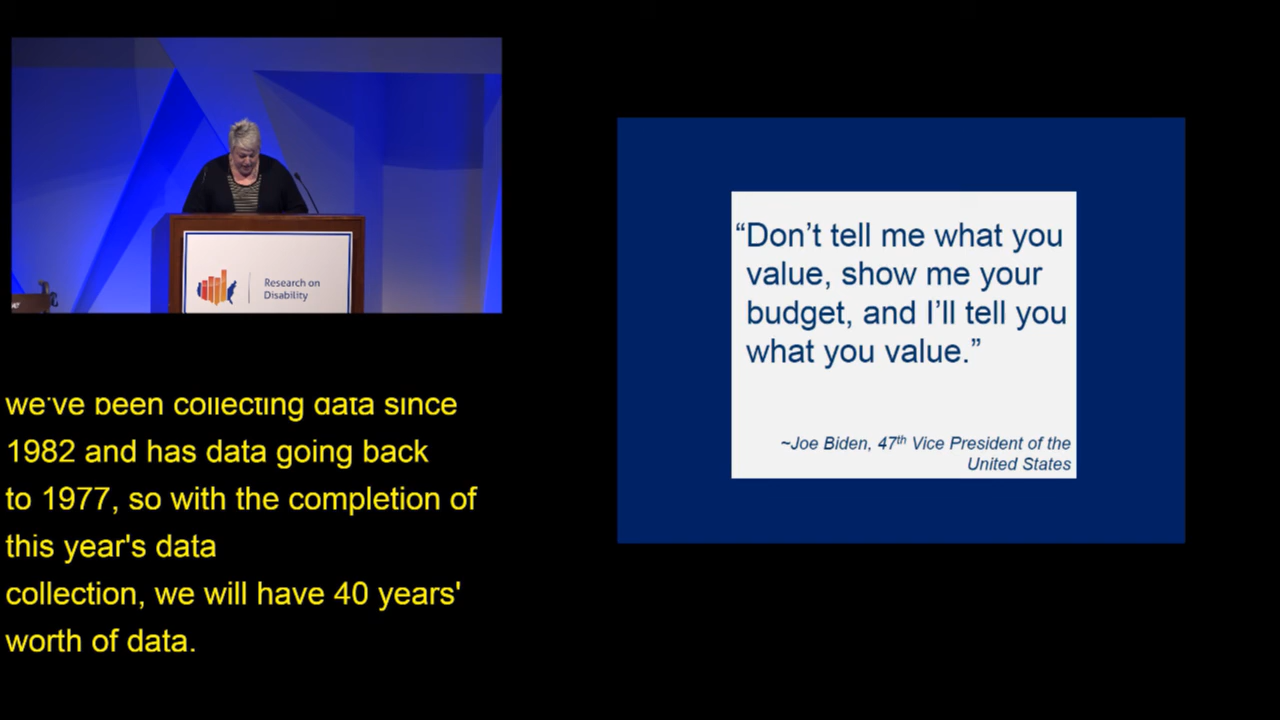 Research on
Disability
we've been collecting data since
1982 and has data going back
to 1977, so with the completion of
this year's data
collection, we will have 40 years'
worth of data.
“Don’t tell me what you
value, show me your
budget, and I’ll tell you
what you value.”
~Joe Biden, 47th Vice President of the
United States